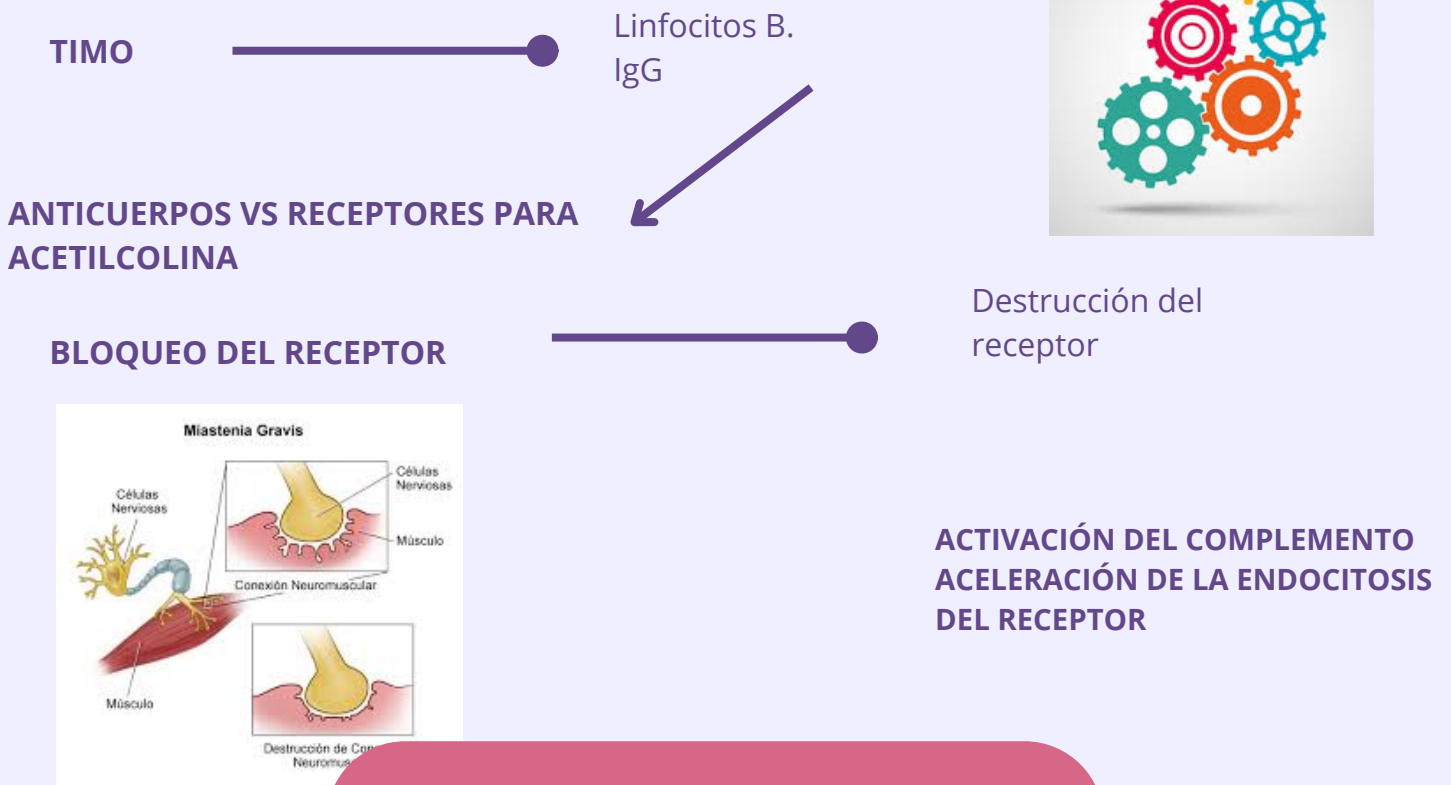 TIMO
Linfocitos B.
IgG
ANTICUERPOS VS RECEPTORES PARA
ACETILCOLINA
BLOQUEO DEL RECEPTOR
Destrucción del
receptor
Miastenia Gravis
Células
Nerviosas
Células
Nerviosas
Músculo
Conexión Neuromuscular
Músculo
Destrucción de
ACTIVACIÓN DEL COMPLEMENTO
ACELERACIÓN DE LA ENDOCITOSIS
DEL RECEPTOR